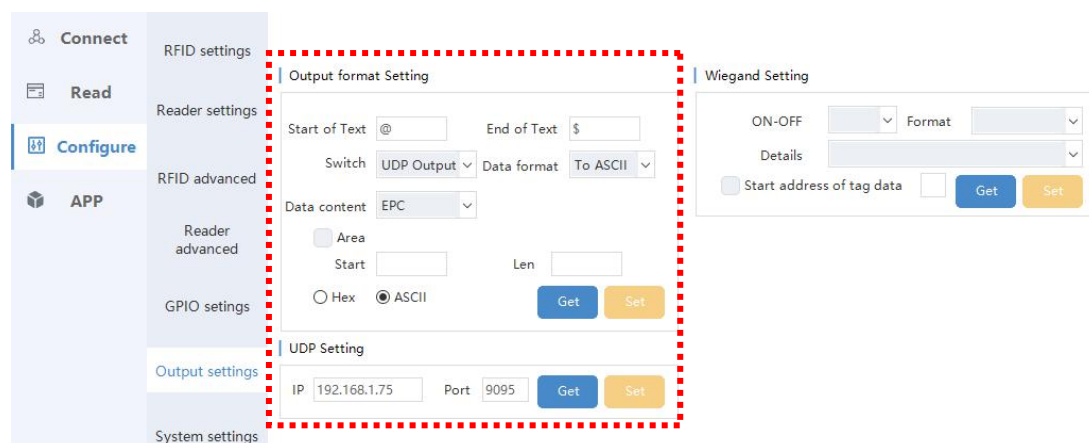 Connect
Read
Configure
APP
RFID settings
Reader settings
RFID advanced
Reader
advanced
GPIO setings
Output settings
System settings
Output format Setting
Start of Text @ End of Text $
Switch UDP Output Data format To ASCII
Data content EPC
Area
Start Len
Hex ASCII Get Set
UDP Setting
IP 192.168.1.75 Port 9095 Get Set
Wiegand Setting
ON-OFF Format
Details
Start address of tag data Get Set